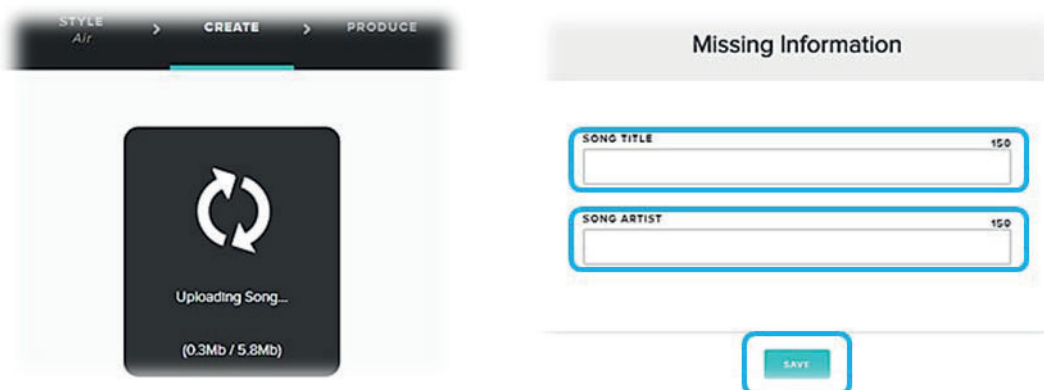 STYLE > CREATE > PRODUCE
Air
Uploading Song...
(0.3Mb / 5.8Mb)
Missing Information
SONG TITLE 150
SONG ARTIST 150
SAVE